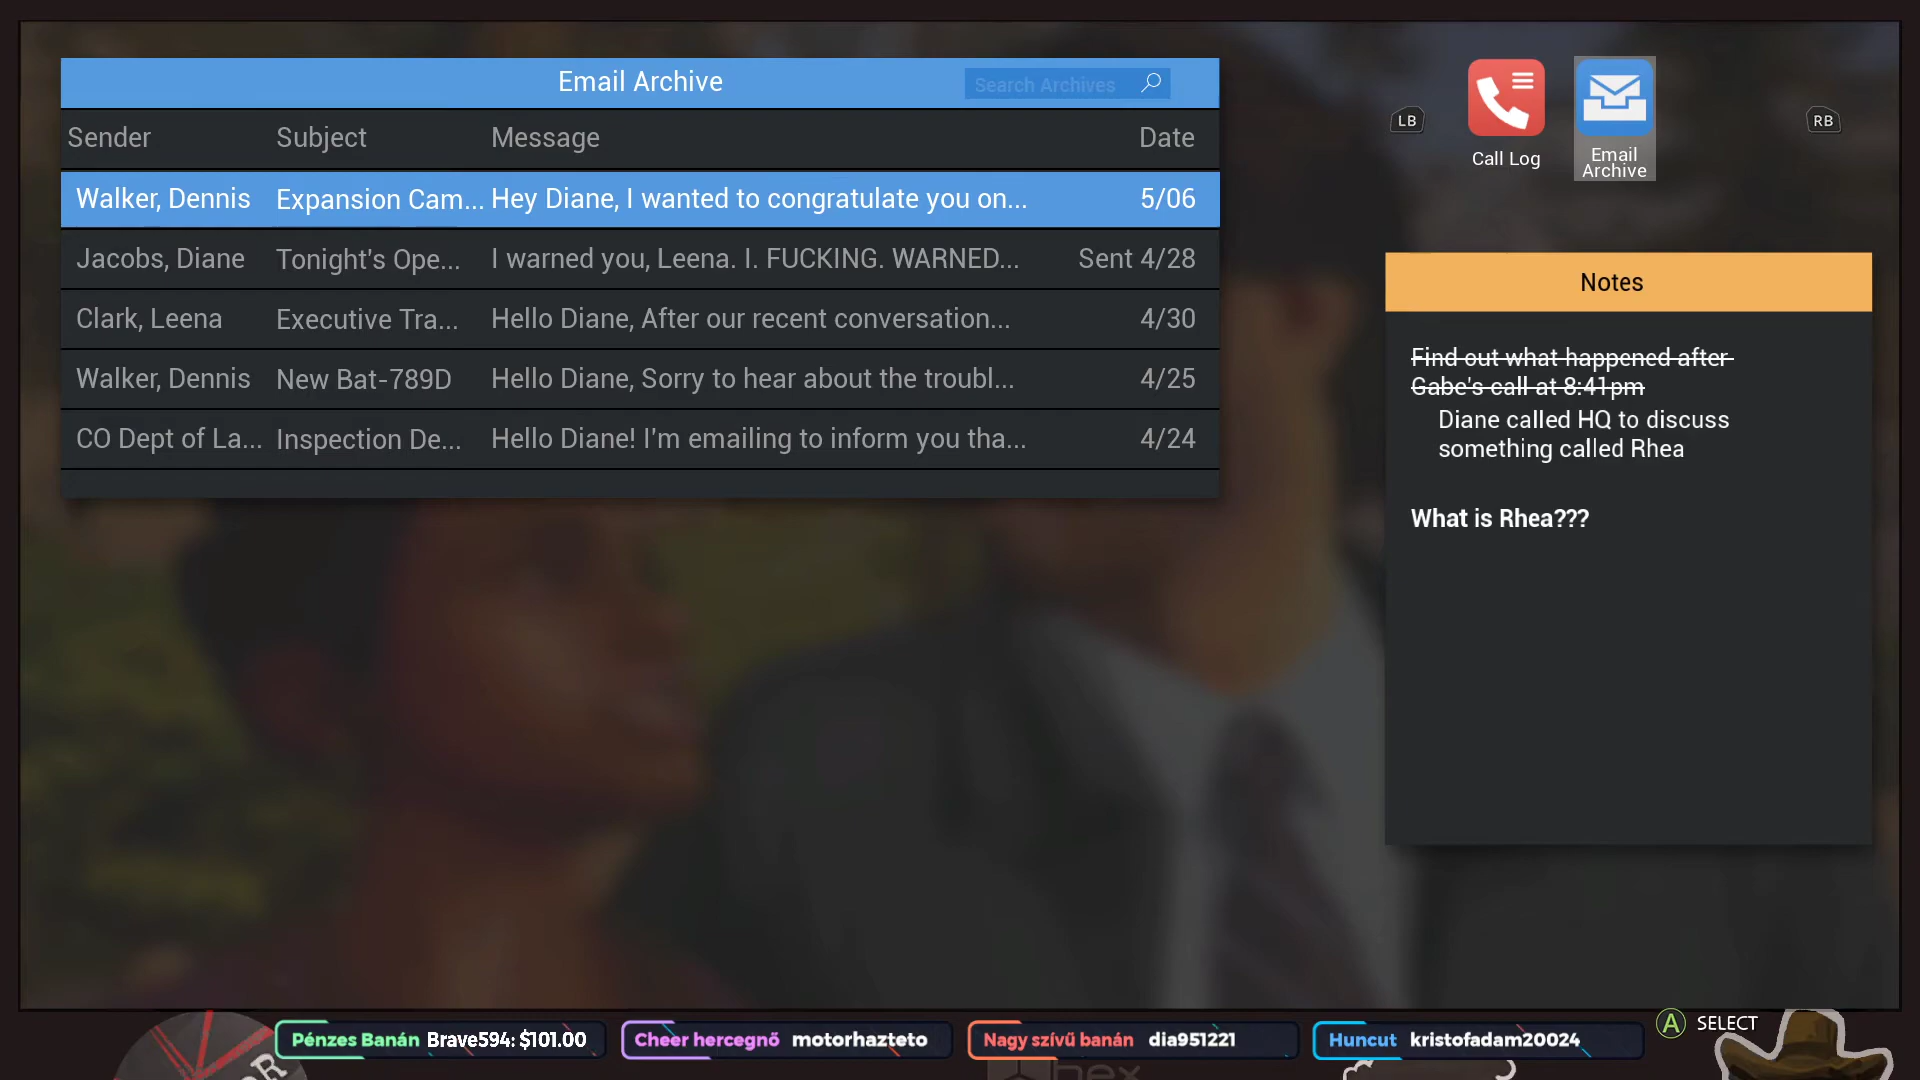 Email Archive
Search Archives
Sender Subject Message Date
Walker, Dennis Expansion Cam... Hey Diane, I wanted to congratulate you on... 5/06
Jacobs, Diane Tonight's Ope... I warned you, Leena. I. FUCKING. WARNED... Sent 4/28
Clark, Leena Executive Tra... Hello Diane, After our recent conversation... 4/30
Walker, Dennis New Bat-789D Hello Diane, Sorry to hear about the troubl... 4/25
CO Dept of La... Inspection De... Hello Diane! I'm emailing to inform you tha... 4/24
LB
Call Log
Email
Archive
RB
Notes
Find out what happened after
Gabe's call at 8:41pm
Diane called HQ to discuss
something called Rhea
What is Rhea???
A SELECT
Pénzes Banán Brave594: $101.00
Cheer hercegnő motorhazteto
Nagy szívű banán dia951221
Huncut kristofadam20024